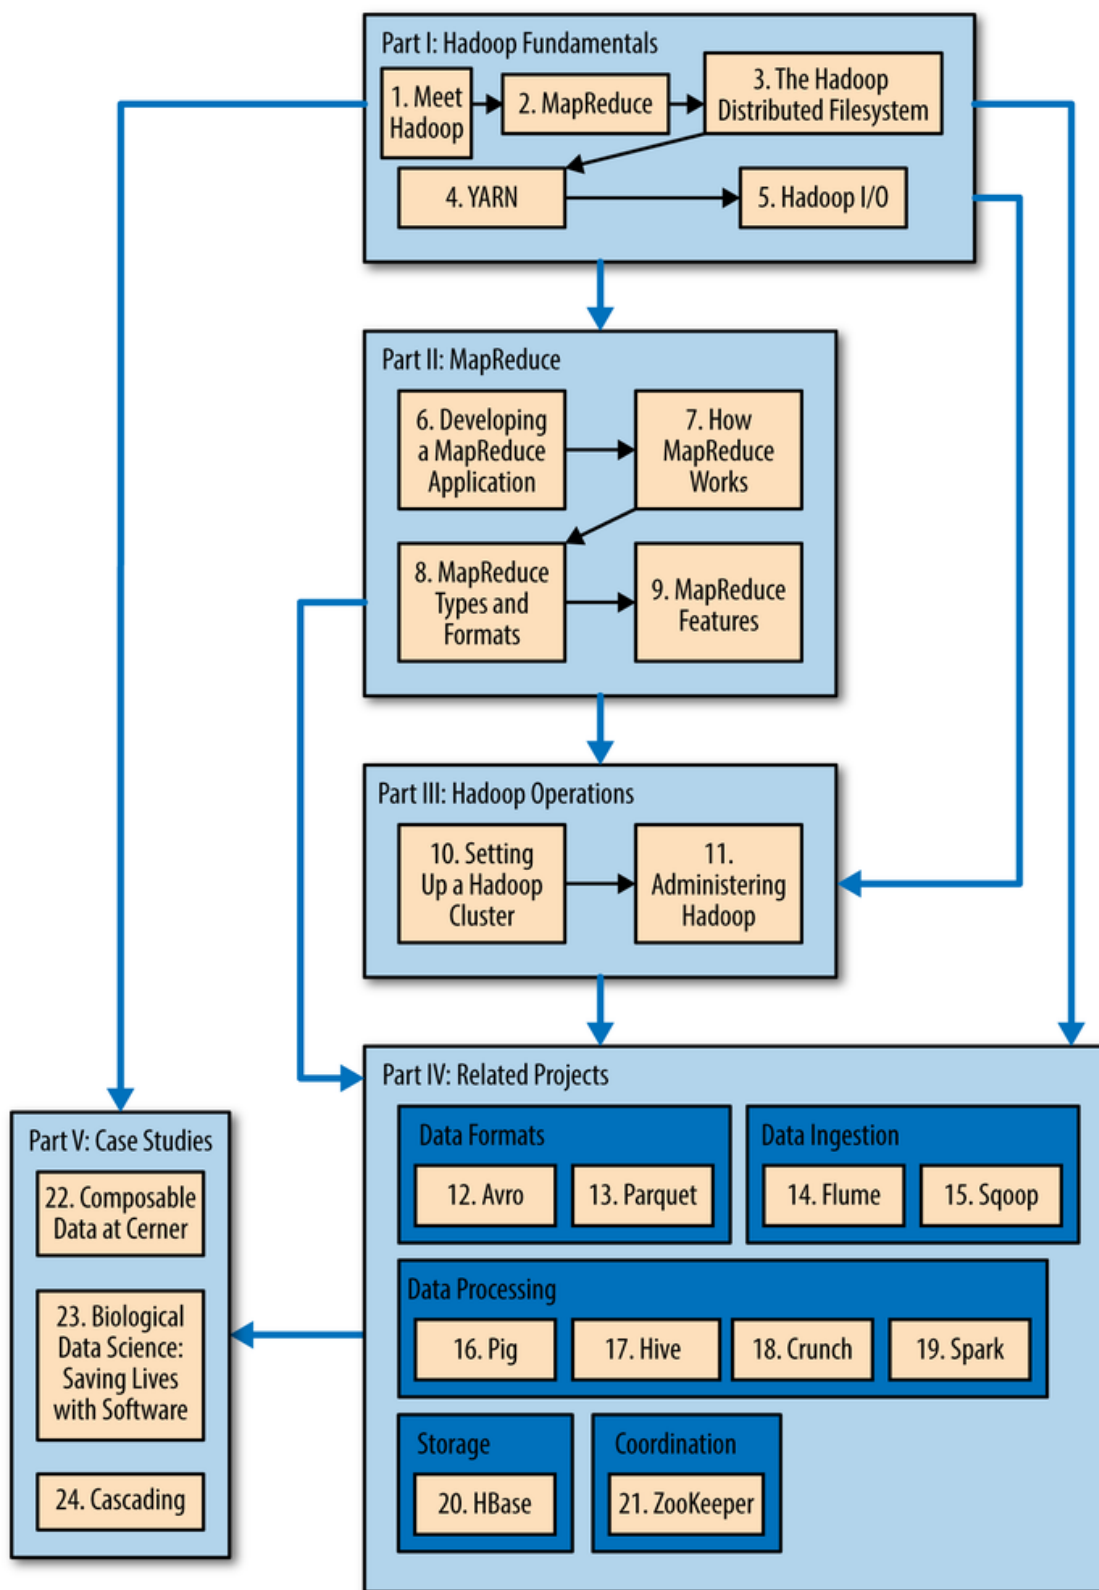 Part I: Hadoop Fundamentals
1. Meet
Hadoop
2. MapReduce
3. The Hadoop
Distributed Filesystem
4. YARN
5. Hadoop I/O
Part II: MapReduce
6. Developing
a MapReduce
Application
7. How
MapReduce
Works
8. MapReduce
Types and
Formats
9. MapReduce
Features
Part III: Hadoop Operations
10. Setting
Up a Hadoop
Cluster
11.
Administering
Hadoop
Part IV: Related Projects
Data Formats
12. Avro
13. Parquet
Data Ingestion
14. Flume
15. Sqoop
Data Processing
16. Pig
17. Hive
18. Crunch
19. Spark
Storage
20. HBase
Coordination
21. ZooKeeper
Part V: Case Studies
22. Composable
Data at Cerner
23. Biological
Data Science:
Saving Lives
with Software
24. Cascading